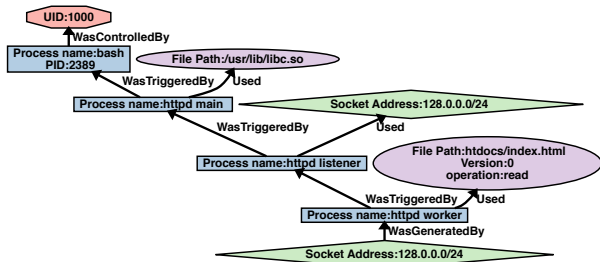 UID:1000
WasControlledBy
Process name:bash
PID:2389
File Path:/usr/lib/libc.so
WasTriggeredBy
Used
Process name:httpd main
Socket Address:128.0.0.0/24
WasTriggeredBy
Used
Process name:httpd listener
File Path:htdocs/index.html
Version:0
operation:read
WasTriggeredBy
Used
Process name:httpd worker
WasGeneratedBy
Socket Address:128.0.0.0/24